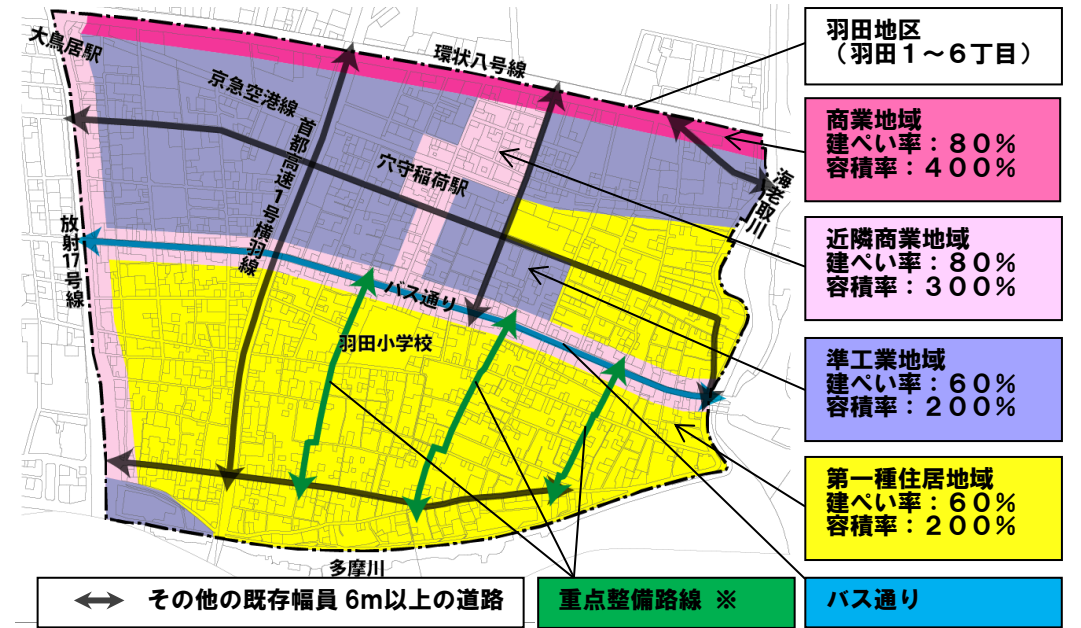 大鳥居駅
環状八号線
京急空港線
首都高速1号横羽線
穴守稲荷駅
海老取川
放射17号線
バス通り
羽田小学校
多摩川
羽田地区
（羽田１～６丁目）
商業地域
建ぺい率：８０％
容積率：４００％
近隣商業地域
建ぺい率：８０％
容積率：３００％
準工業地域
建ぺい率：６０％
容積率：２００％
第一種住居地域
建ぺい率：６０％
容積率：２００％
その他の既存幅員 6m以上の道路
重点整備路線 ※
バス通り